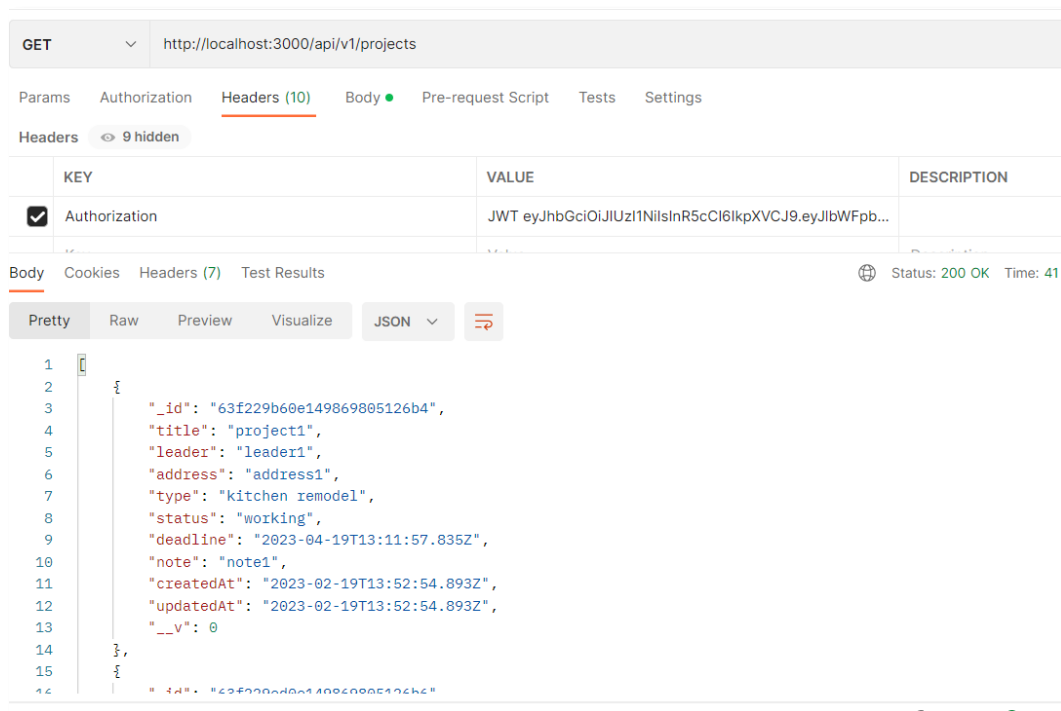 GET http://localhost:3000/api/v1/projects
Params Authorization Headers (10) Body Pre-request Script Tests Settings
Headers 9 hidden
KEY VALUE DESCRIPTION
Authorization JWT eyJhbGciOiJIUzI1NiIsInR5cCI6IkpXVCJ9.eyJlbWFpb...
Body Cookies Headers (7) Test Results Status: 200 OK Time: 41
Pretty Raw Preview Visualize JSON
1 [
2 {
3 "_id": "63f229b60e149869805126b4",
4 "title": "project1",
5 "leader": "leader1",
6 "address": "address1",
7 "type": "kitchen remodel",
8 "status": "working",
9 "deadline": "2023-04-19T13:11:57.835Z",
10 "note": "note1",
11 "createdAt": "2023-02-19T13:52:54.893Z",
12 "updatedAt": "2023-02-19T13:52:54.893Z",
13 "__v": 0
14 },
15 {
16 "_id": "63f229ed0e149869805126b6"